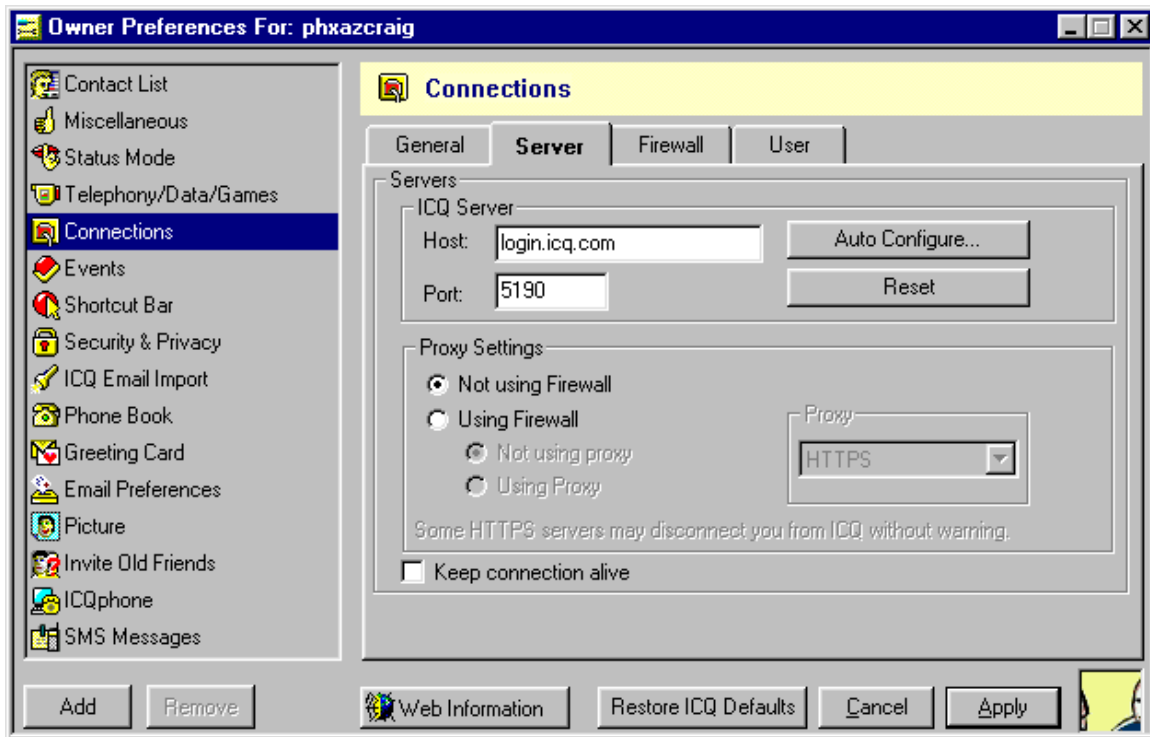 Owner Preferences For: phxazcraig
Contact List
Miscellaneous
Status Mode
Telephony/Data/Games
Connections
Events
Shortcut Bar
Security & Privacy
ICQ Email Import
Phone Book
Greeting Card
Email Preferences
Picture
Invite Old Friends
ICQphone
SMS Messages
Add
Remove
Connections
General
Server
Firewall
User
Servers
ICQ Server
Host: login.icq.com
Auto Configure...
Port: 5190
Reset
Proxy Settings
Not using Firewall
Using Firewall
Not using proxy
Using Proxy
Proxy
HTTPS
Some HTTPS servers may disconnect you from ICQ without warning.
Keep connection alive
Web Information
Restore ICQ Defaults
Cancel
Apply